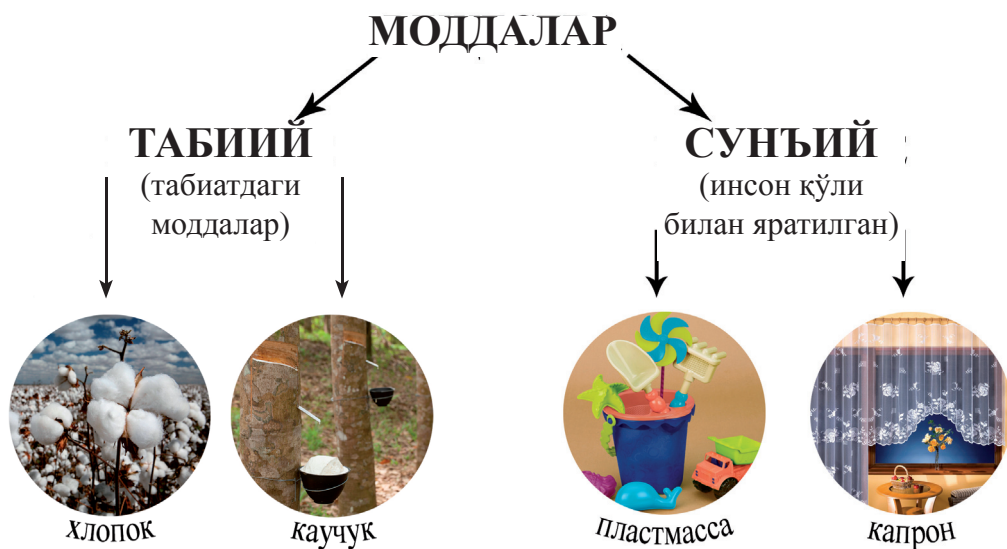 МОДДАЛАР
ТАБИИЙ
(табиатдаги
моддалар)
СУНЪИЙ
(инсон қўли
билан яратилган)
хлопок
каучук
пластмасса
капрон